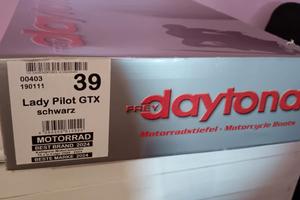 00403
190111
39
Lady Pilot GTX
schwarz
MOTORRAD
BEST BRAND 2024
BESTE MARKE 2024
FREY
daytona
Motorradstiefel - Motorcycle Boots